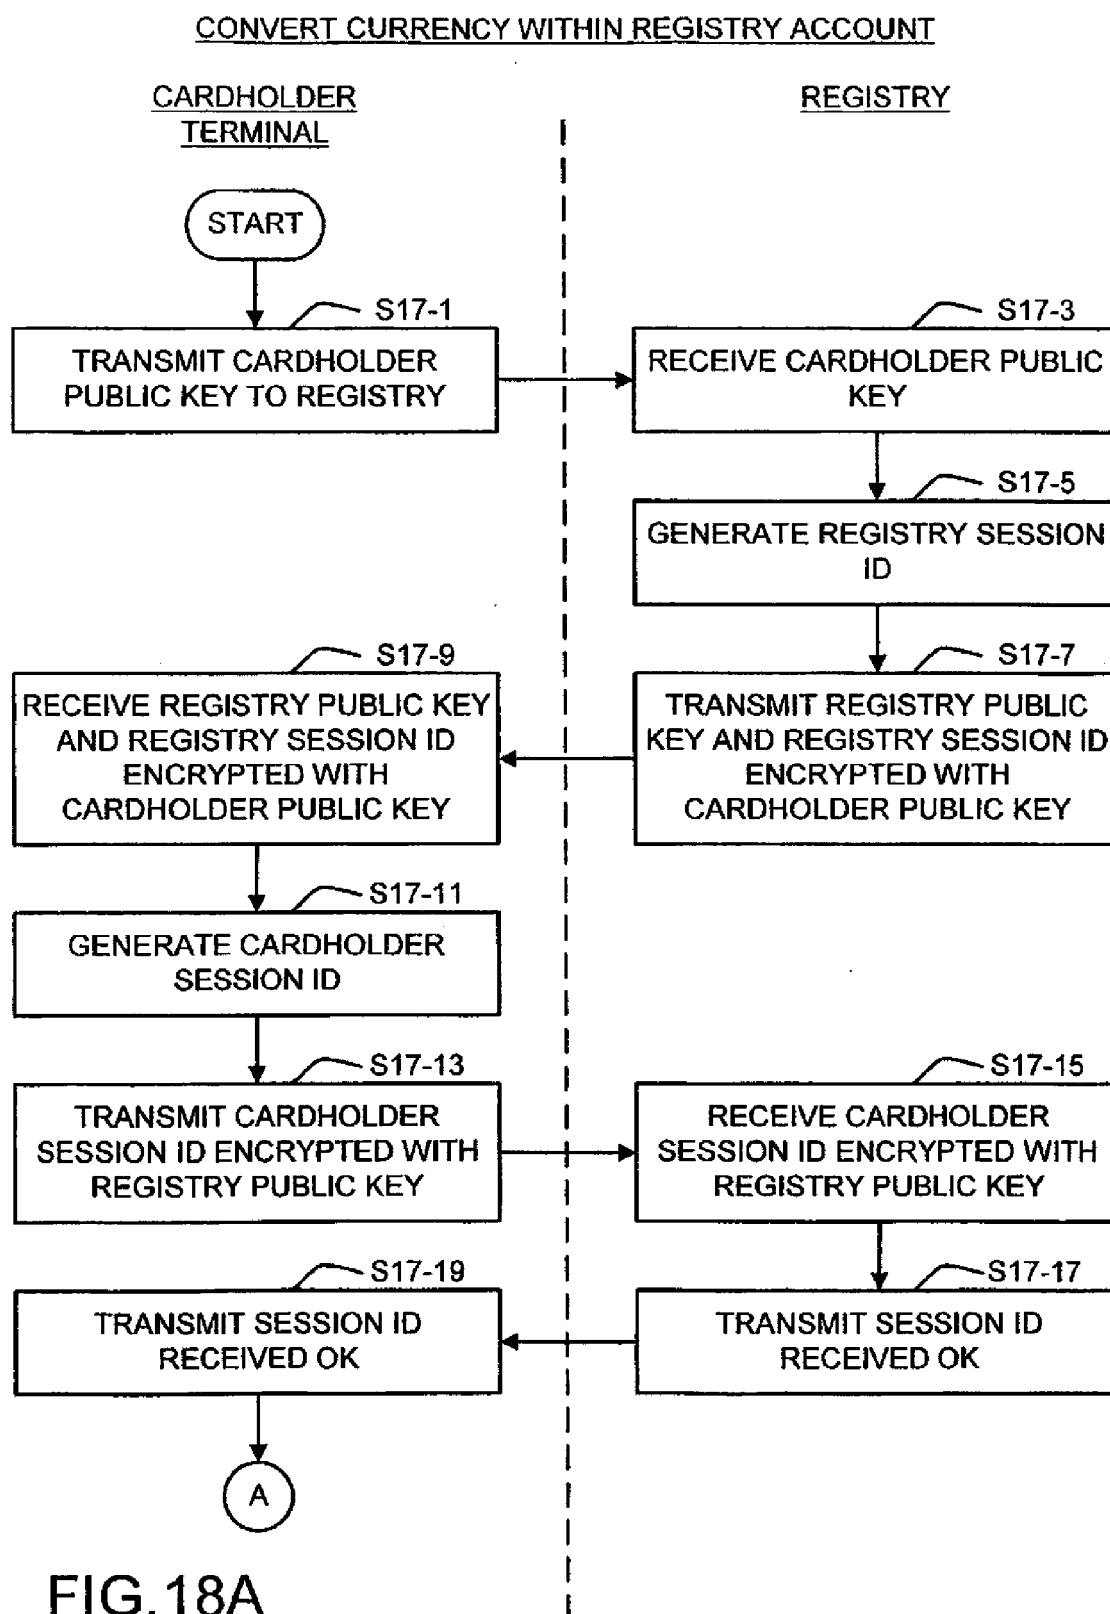 CONVERT CURRENCY WITHIN REGISTRY ACCOUNT
CARDHOLDER
TERMINAL
REGISTRY
START
S17-1
TRANSMIT CARDHOLDER
PUBLIC KEY TO REGISTRY
S17-3
RECEIVE CARDHOLDER PUBLIC
KEY
S17-5
GENERATE REGISTRY SESSION
ID
S17-7
TRANSMIT REGISTRY PUBLIC
KEY AND REGISTRY SESSION ID
ENCRYPTED WITH
CARDHOLDER PUBLIC KEY
S17-9
RECEIVE REGISTRY PUBLIC KEY
AND REGISTRY SESSION ID
ENCRYPTED WITH
CARDHOLDER PUBLIC KEY
S17-11
GENERATE CARDHOLDER
SESSION ID
S17-13
TRANSMIT CARDHOLDER
SESSION ID ENCRYPTED WITH
REGISTRY PUBLIC KEY
S17-15
RECEIVE CARDHOLDER
SESSION ID ENCRYPTED WITH
REGISTRY PUBLIC KEY
S17-17
TRANSMIT SESSION ID
RECEIVED OK
S17-19
TRANSMIT SESSION ID
RECEIVED OK
A
FIG.18A